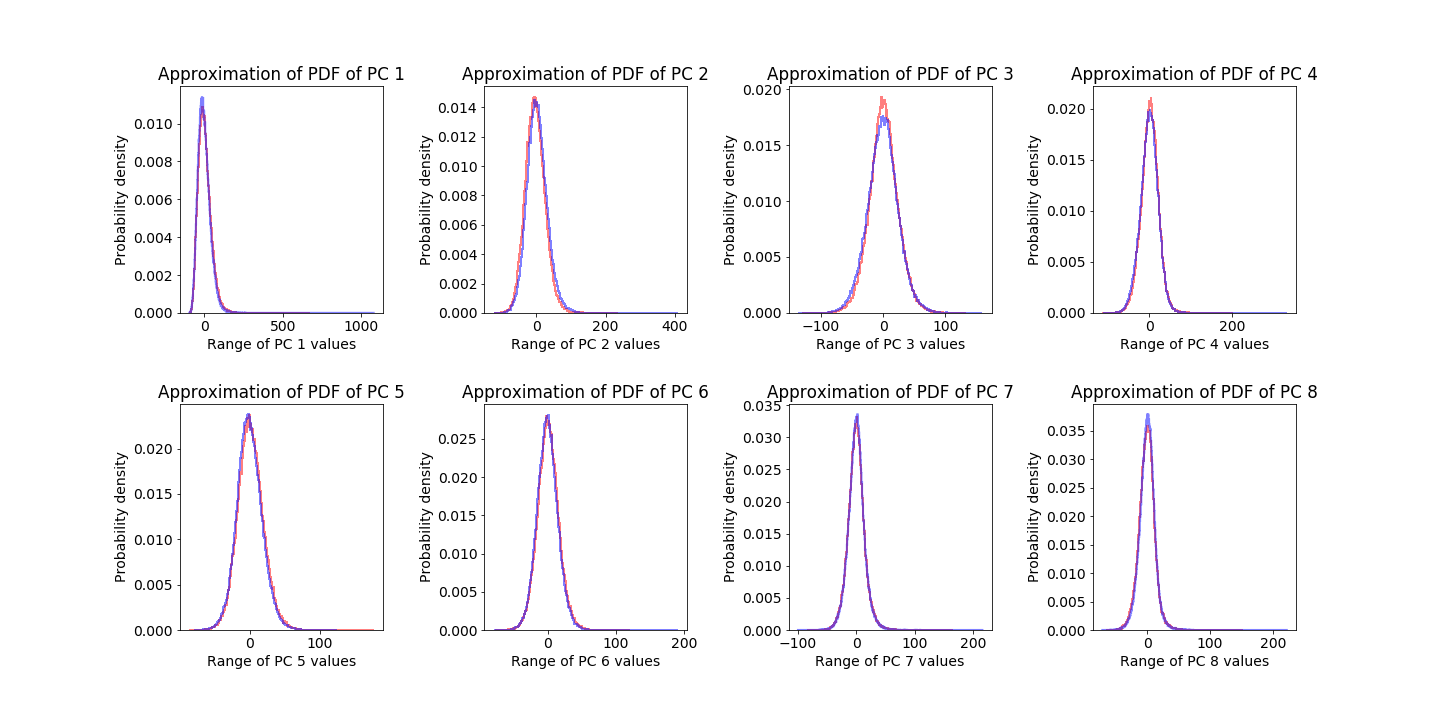 Approximation of PDF of PC 1
Probability density
0.010
0.008
0.006
0.004
0.002
0.000
0 500 1000
Range of PC 1 values
Approximation of PDF of PC 2
Probability density
0.014
0.012
0.010
0.008
0.006
0.004
0.002
0.000
0 200 400
Range of PC 2 values
Approximation of PDF of PC 3
Probability density
0.020
0.015
0.010
0.005
0.000
−100 0 100
Range of PC 3 values
Approximation of PDF of PC 4
Probability density
0.020
0.015
0.010
0.005
0.000
0 200
Range of PC 4 values
Approximation of PDF of PC 5
Probability density
0.020
0.015
0.010
0.005
0.000
0 100
Range of PC 5 values
Approximation of PDF of PC 6
Probability density
0.025
0.020
0.015
0.010
0.005
0.000
0 100 200
Range of PC 6 values
Approximation of PDF of PC 7
Probability density
0.035
0.030
0.025
0.020
0.015
0.010
0.005
0.000
−100 0 100 200
Range of PC 7 values
Approximation of PDF of PC 8
Probability density
0.035
0.030
0.025
0.020
0.015
0.010
0.005
0.000
0 100 200
Range of PC 8 values